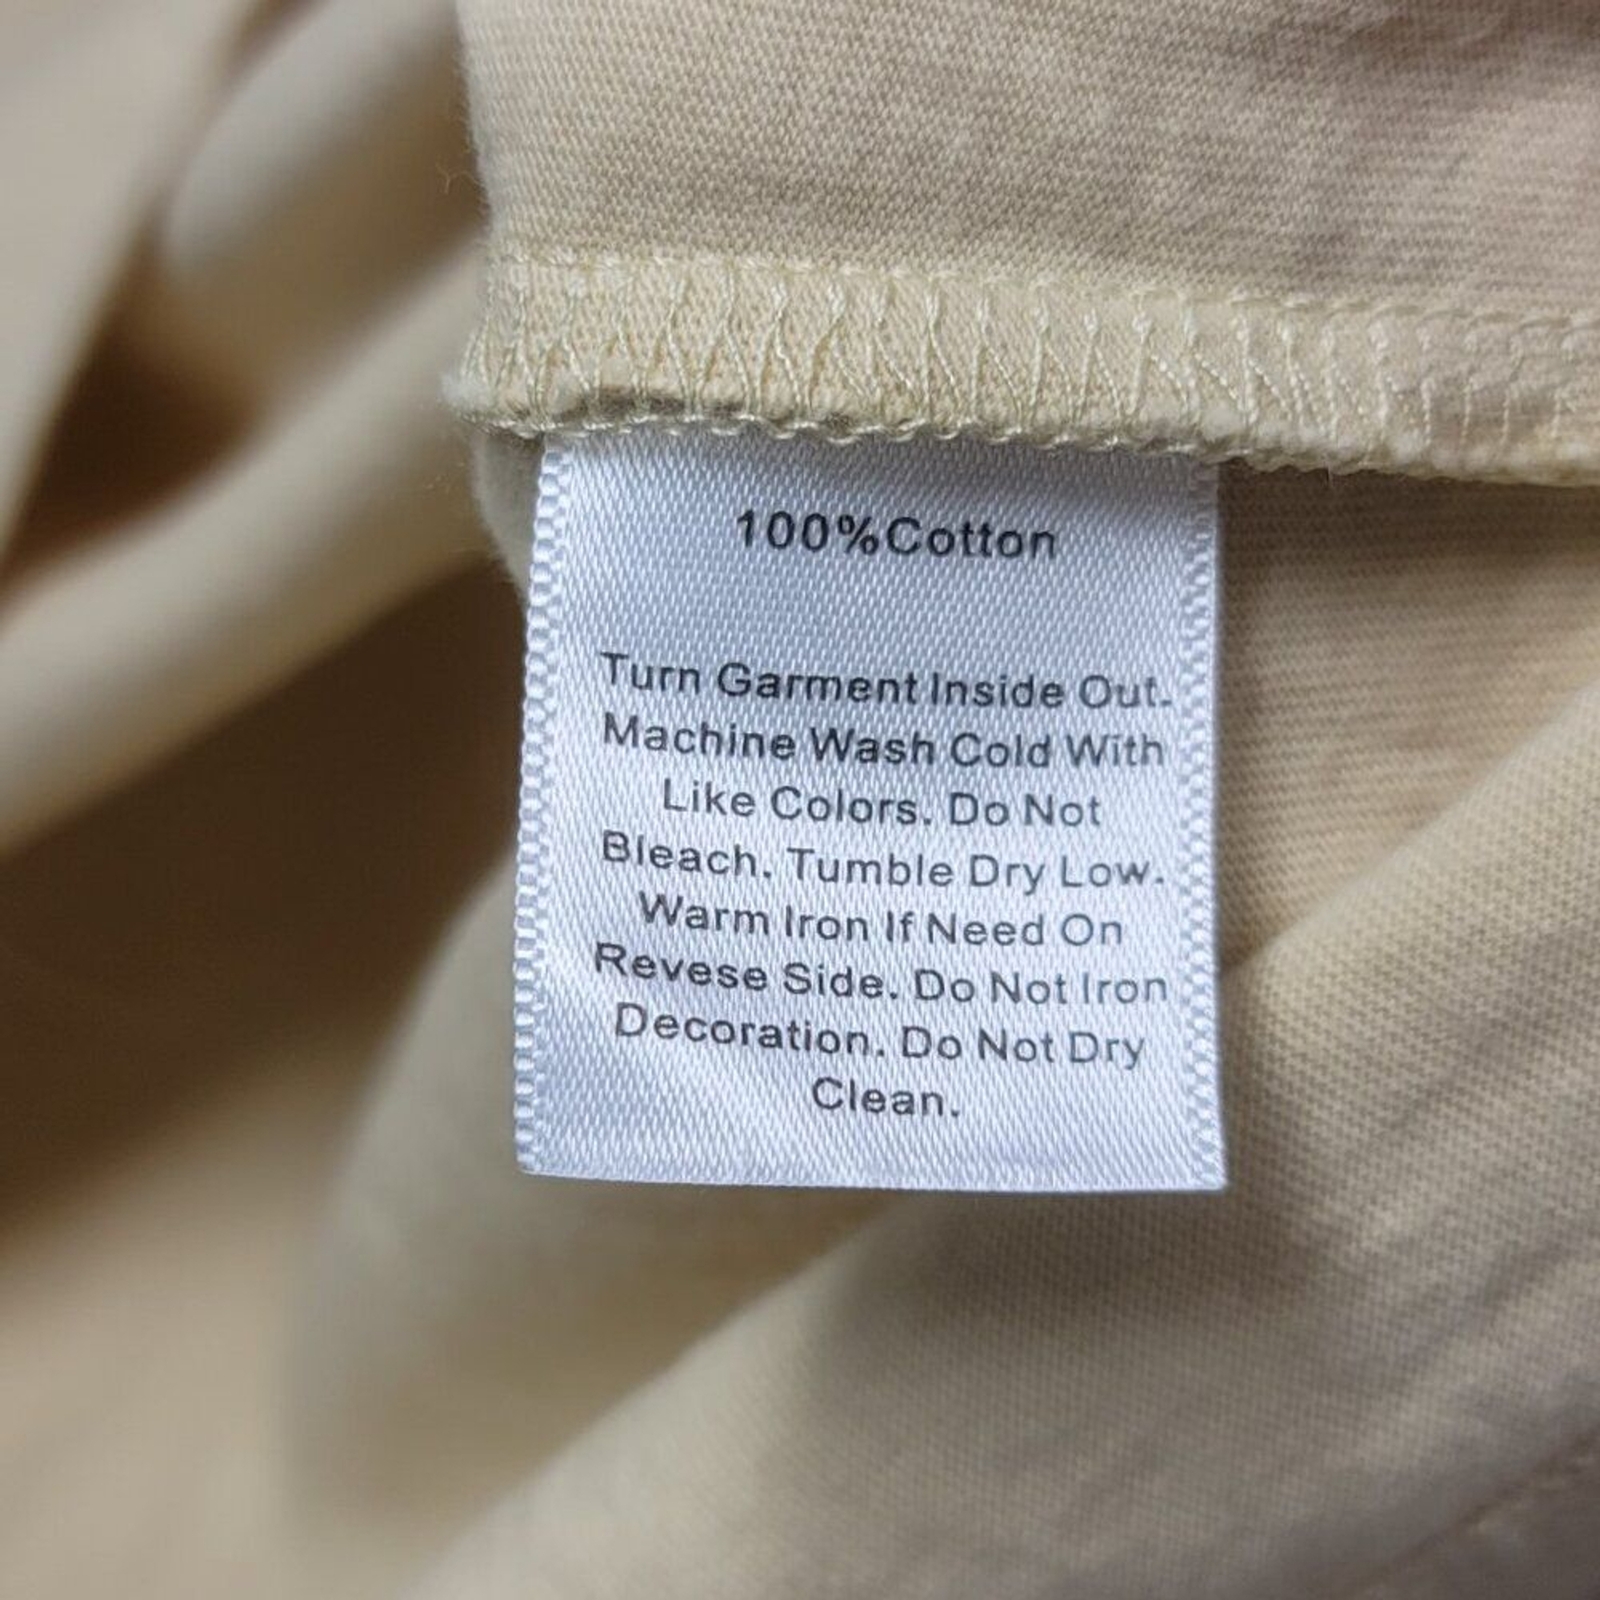 100%Cotton
Turn Garment Inside Out.
Machine Wash Cold With
Like Colors. Do Not
Bleach. Tumble Dry Low.
Warm Iron If Need On
Revese Side. Do Not Iron
Decoration. Do Not Dry
Clean.